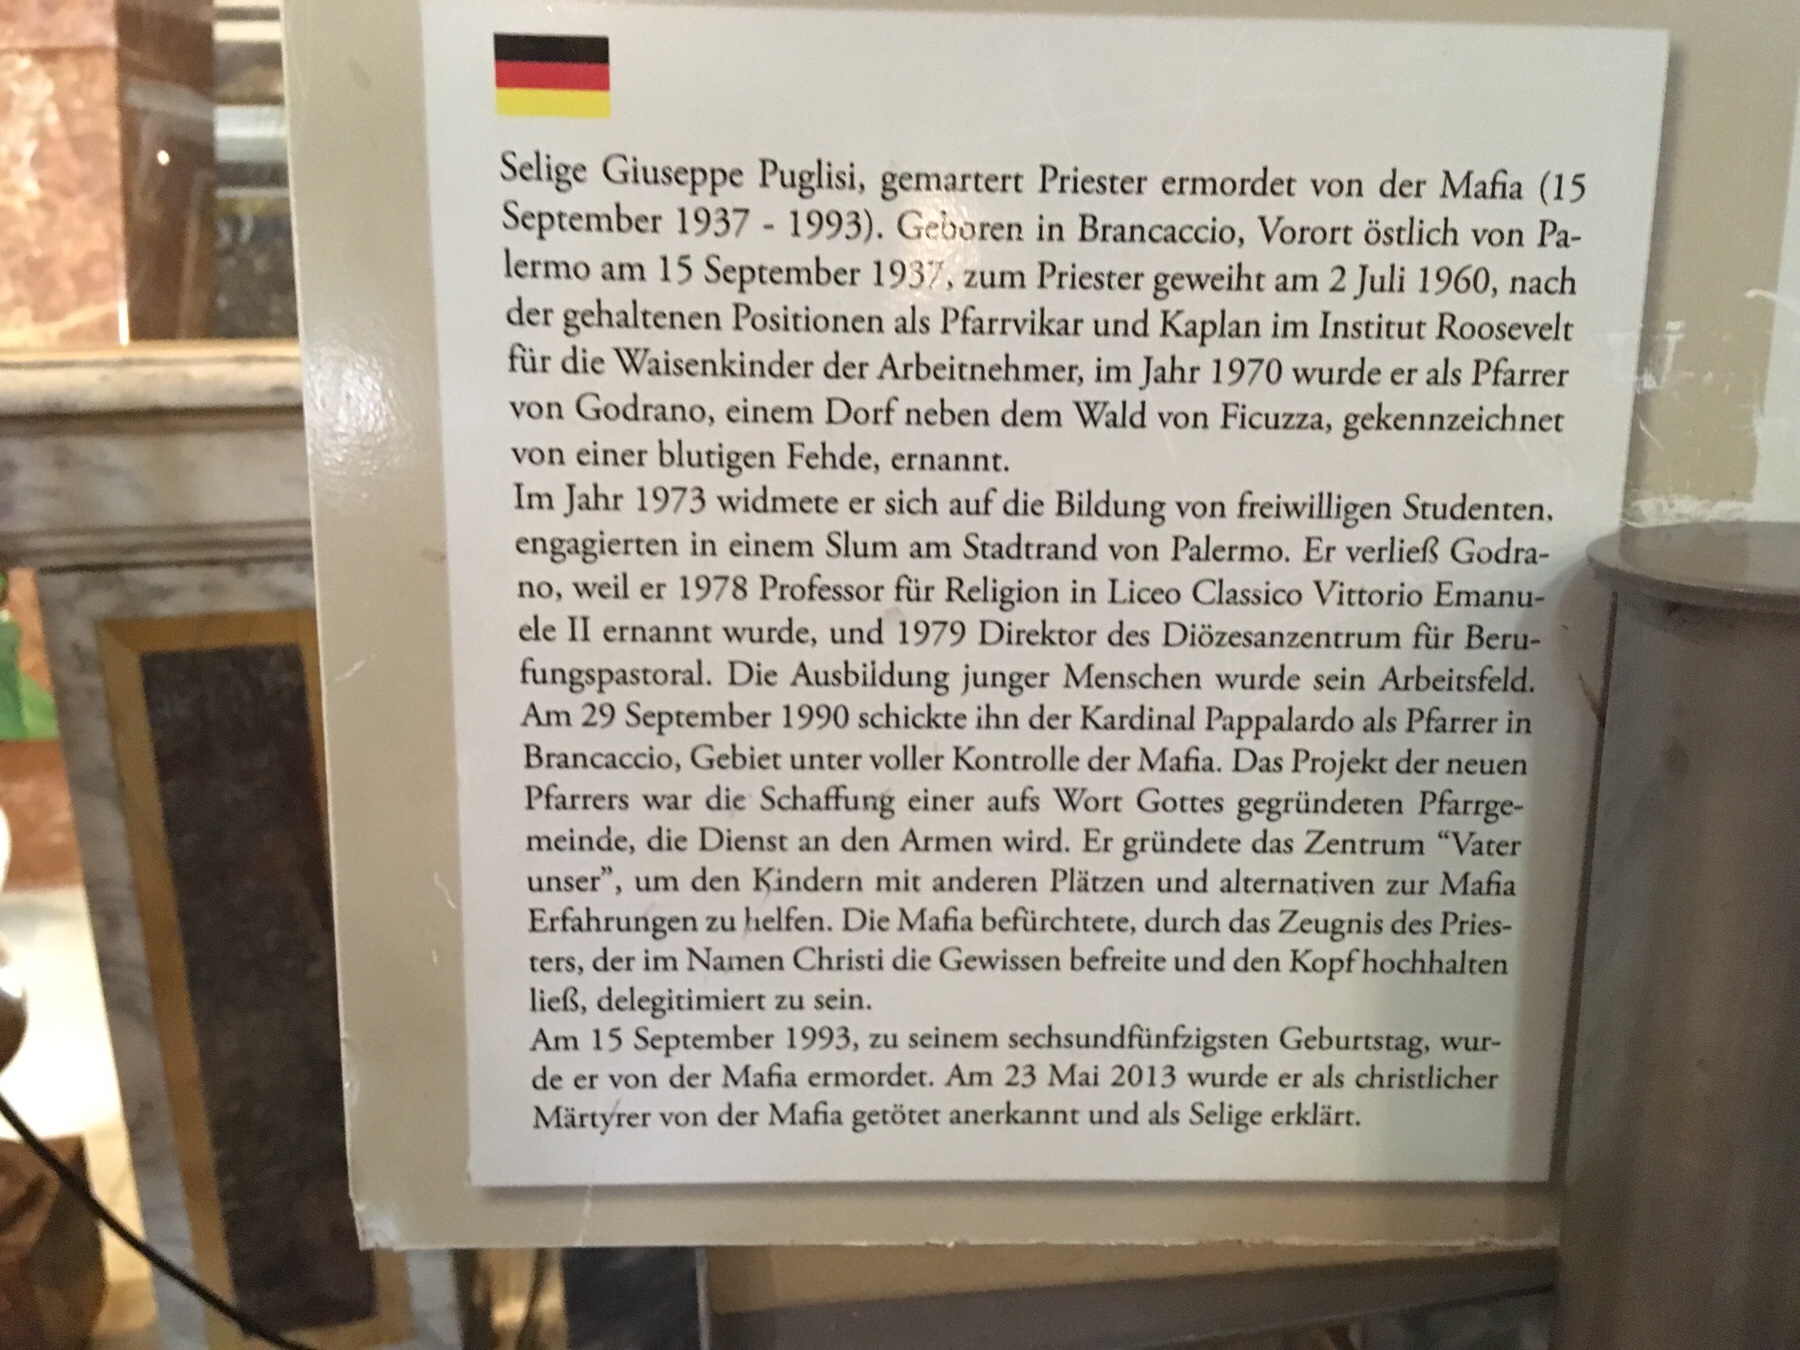 Selige Giuseppe Puglisi, gemartert Priester ermordet von der Mafia (15
September 1937 - 1993). Geboren in Brancaccio, Vorort östlich von Pa-
lermo am 15 September 1937, zum Priester geweiht am 2 Juli 1960, nach
der gehaltenen Positionen als Pfarrvikar und Kaplan im Institut Roosevelt
für die Waisenkinder der Arbeitnehmer, im Jahr 1970 wurde er als Pfarrer
von Godrano, einem Dorf neben dem Wald von Ficuzza, gekennzeichnet
von einer blutigen Fehde, ernannt.
Im Jahr 1973 widmete er sich auf die Bildung von freiwilligen Studenten,
engagierten in einem Slum am Stadtrand von Palermo. Er verließ Godra-
no, weil er 1978 Professor für Religion in Liceo Classico Vittorio Emanu-
ele II ernannt wurde, und 1979 Direktor des Diözesanzentrum für Beru-
fungspastoral. Die Ausbildung junger Menschen wurde sein Arbeitsfeld.
Am 29 September 1990 schickte ihn der Kardinal Pappalardo als Pfarrer in
Brancaccio, Gebiet unter voller Kontrolle der Mafia. Das Projekt der neuen
Pfarrers war die Schaffung einer aufs Wort Gottes gegründeten Pfarrge-
meinde, die Dienst an den Armen wird. Er gründete das Zentrum “Vater
unser”, um den Kindern mit anderen Plätzen und alternativen zur Mafia
Erfahrungen zu helfen. Die Mafia befürchtete, durch das Zeugnis des Pries-
ters, der im Namen Christi die Gewissen befreite und den Kopf hochhalten
ließ, delegitimiert zu sein.
Am 15 September 1993, zu seinem sechsundfünfzigsten Geburtstag, wur-
de er von der Mafia ermordet. Am 23 Mai 2013 wurde er als christlicher
Märtyrer von der Mafia getötet anerkannt und als Selige erklärt.